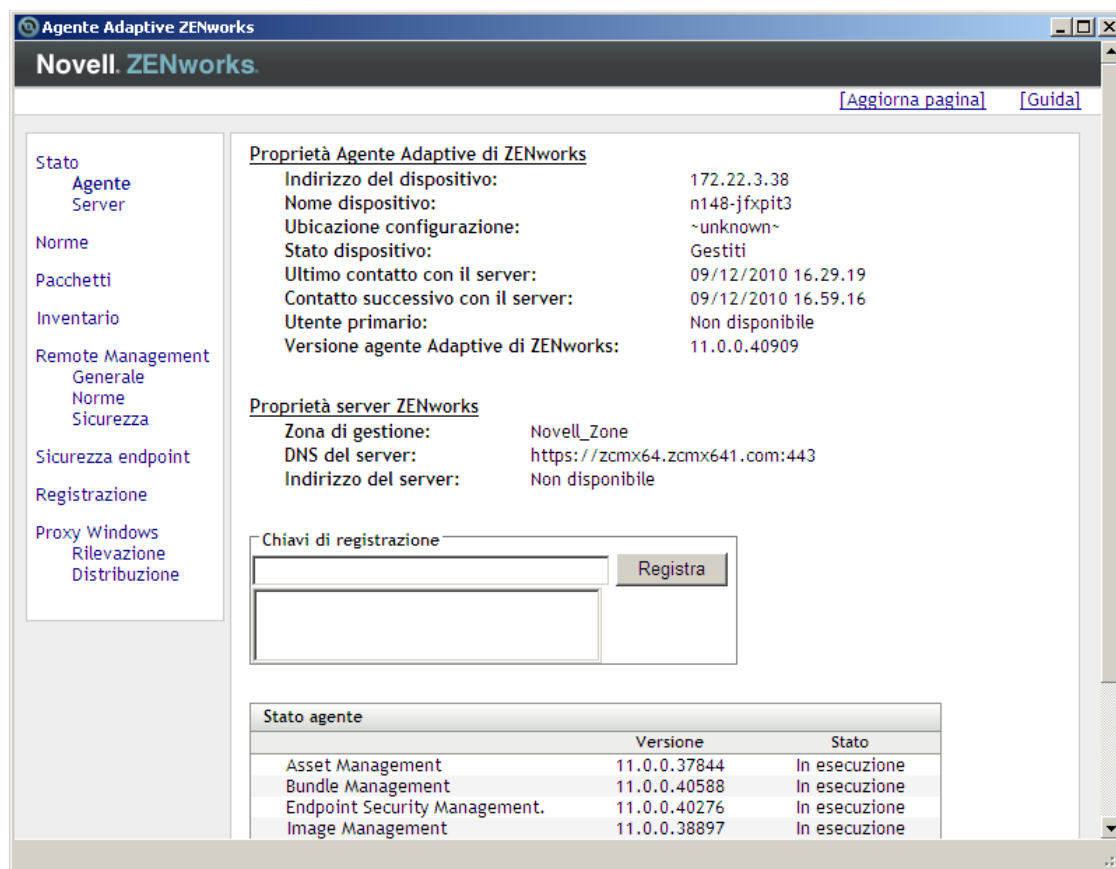 Agente Adaptive ZENworks
Novell. ZENworks.
[Aggiorna pagina] [Guida]
Stato
Agente
Server
Norme
Pacchetti
Inventario
Remote Management
Generale
Norme
Sicurezza
Sicurezza endpoint
Registrazione
Proxy Windows
Rilevazione
Distribuzione
Proprietà Agente Adaptive di ZENworks
Indirizzo del dispositivo: 172.22.3.38
Nome dispositivo: n148-jfxpit3
Ubicazione configurazione: ~unknown~
Stato dispositivo: Gestiti
Ultimo contatto con il server: 09/12/2010 16.29.19
Contatto successivo con il server: 09/12/2010 16.59.16
Utente primario: Non disponibile
Versione agente Adaptive di ZENworks: 11.0.0.40909
Proprietà server ZENworks
Zona di gestione: Novell_Zone
DNS del server: https://zcmx64.zcmx641.com:443
Indirizzo del server: Non disponibile
Chiavi di registrazione
Registra
Stato agente
Versione Stato
Asset Management 11.0.0.37844 In esecuzione
Bundle Management 11.0.0.40588 In esecuzione
Endpoint Security Management. 11.0.0.40276 In esecuzione
Image Management 11.0.0.38897 In esecuzione